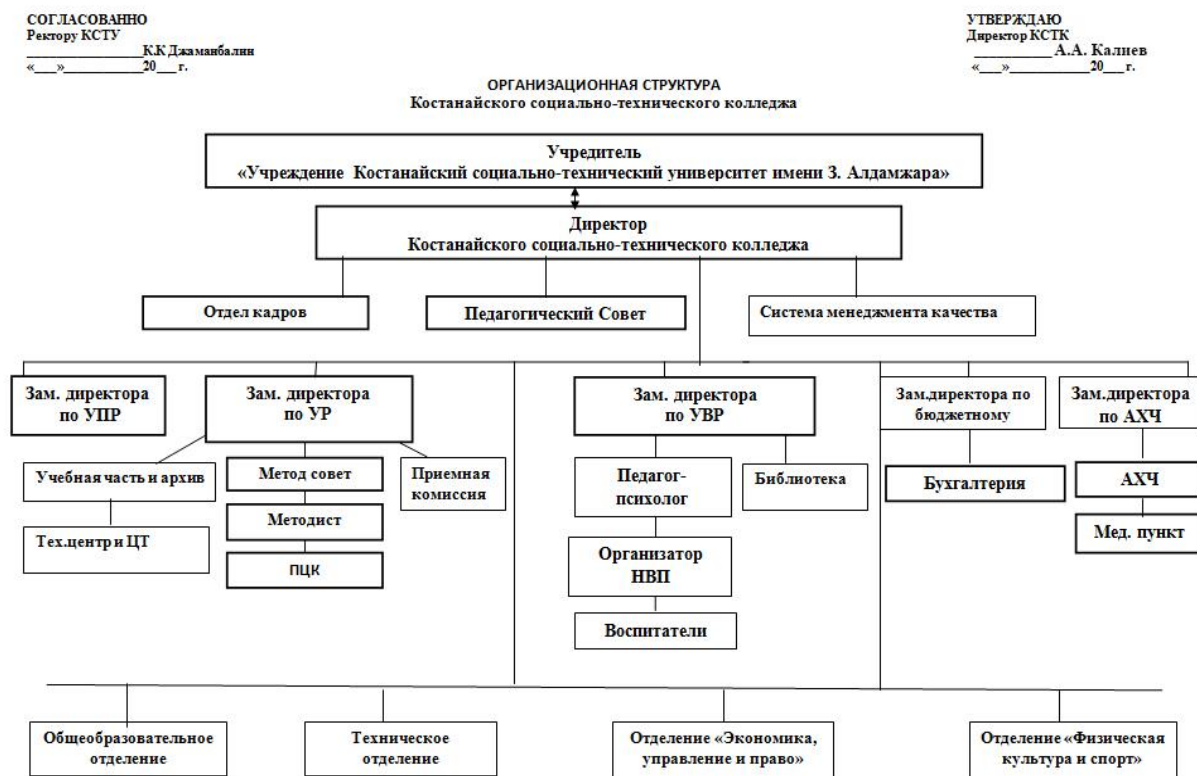 СОГЛАСОВАННО
Ректору КСТУ
__________________К.К Джаманбалин
«___»____________20___г.
УТВЕРЖДАЮ
Директор КСТК
____________ А.А. Калиев
«___»____________20___г.
ОРГАНИЗАЦИОННАЯ СТРУКТУРА
Костанайского социально-технического колледжа
Учредитель
«Учреждение Костанайский социально-технический университет имени З. Алдамжара»
Директор
Костанайского социально-технического колледжа
Отдел кадров
Педагогический Совет
Система менеджмента качества
Зам. директора
по УПР
Зам. директора
по УР
Зам. директора
по УВР
Зам.директора по
бюджетному
Зам.директора
по АХЧ
Учебная часть и архив
Метод совет
Приемная
комиссия
Педагог-
психолог
Библиотека
Бухгалтерия
АХЧ
Тех.центр и ЦТ
Методист
Мед. пункт
ПЦК
Организатор
НВП
Воспитатели
Общеобразовательное
отделение
Техническое
отделение
Отделение «Экономика,
управление и право»
Отделение «Физическая
культура и спорт»